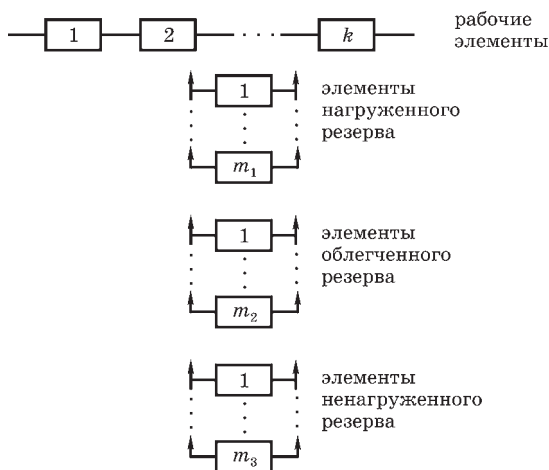 1 2 ... k рабочие
элементы
1 элементы
нагруженного
m₁ резерва
1 элементы
облегченного
m₂ резерва
1 элементы
ненагруженного
m₃ резерва